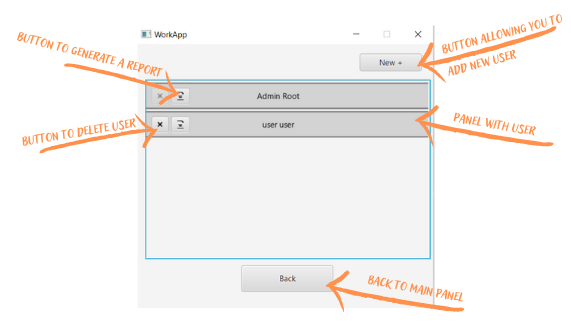 WorkApp
BUTTON TO GENERATE A REPORT
BUTTON ALLOWING YOU TO
ADD NEW USER
New +
Admin Root
BUTTON TO DELETE USER
user user
PANEL WITH USER
Back
BACK TO MAIN PANEL